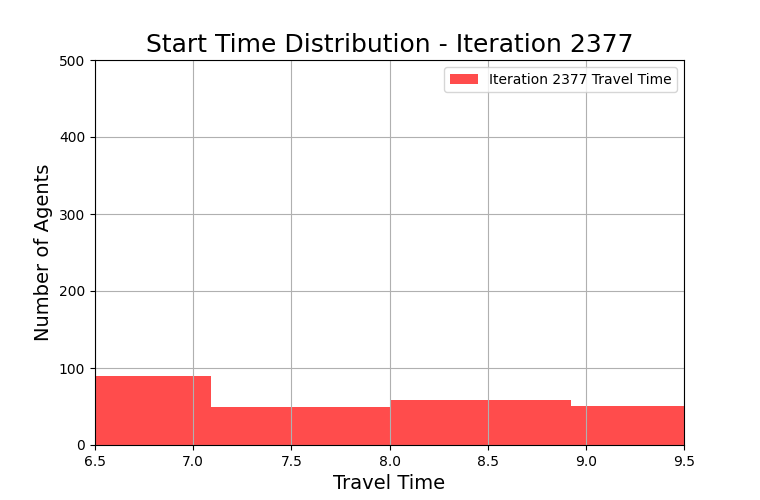 Start Time Distribution - Iteration 2377
Iteration 2377 Travel Time
Number of Agents
500
400
300
200
100
0
6.5 7.0 7.5 8.0 8.5 9.0 9.5
Travel Time